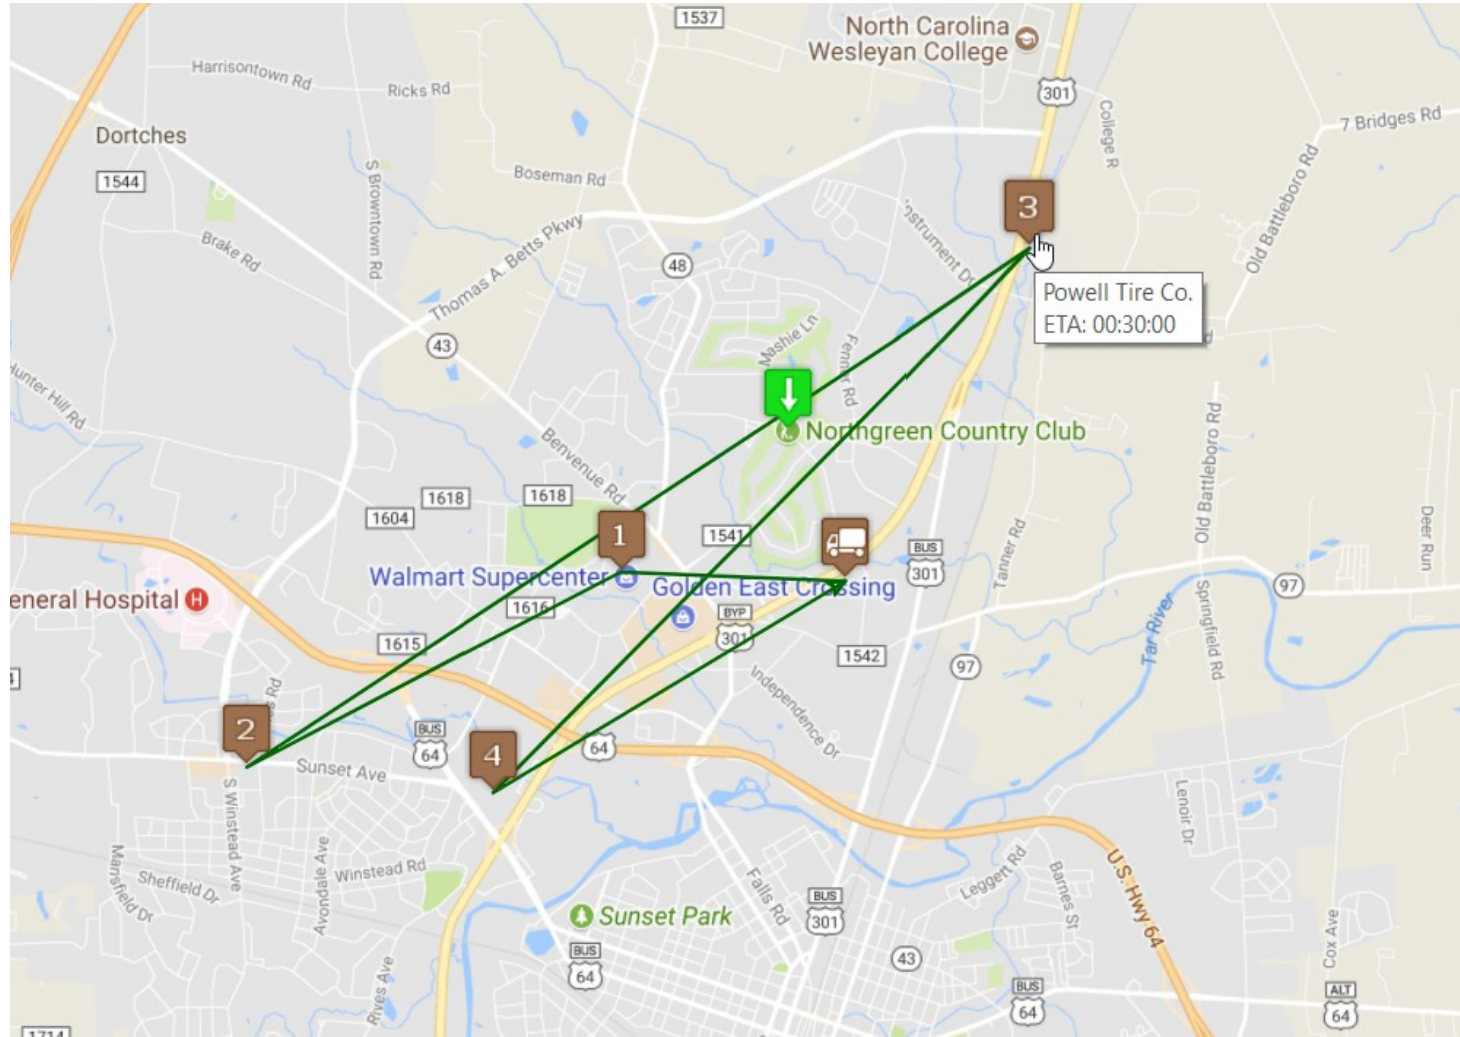 1537
North Carolina
Wesleyan College
Harrisontown Rd
Ricks Rd
301
College R
7 Bridges Rd
Dortches
1544
S Browntown Rd
Boseman Rd
Old Battleboro Rd
3
Brake Rd
Thomas A. Betts Pkwy
48
Instrument Dr
Powell Tire Co.
ETA: 00:30:00
43
Nashie Ln
Fenner Rd
Hunter Hill Rd
Northgreen Country Club
Old Battleboro Rd
Benvenue Rd
1618
1618
1604
1
1541
BUS
301
Tanner Rd
Deer Run
Walmart Supercenter
Golden East Crossing
97
eneral Hospital
H
1616
BYP
301
1615
1542
97
Tar River
Springfield Rd
Independence Dr
Rd
2
BUS
64
4
64
Sunset Ave
S Winstead Ave
Lenoir Dr
Mansfield Dr
Sheffield Dr
Avondale Ave
Winstead Rd
Falls Rd
Leggett Rd
Barnes St
U.S. Hwy 64
BUS
301
Sunset Park
Cox Ave
BUS
64
43
Rives Ave
BUS
64
ALT
64
1714